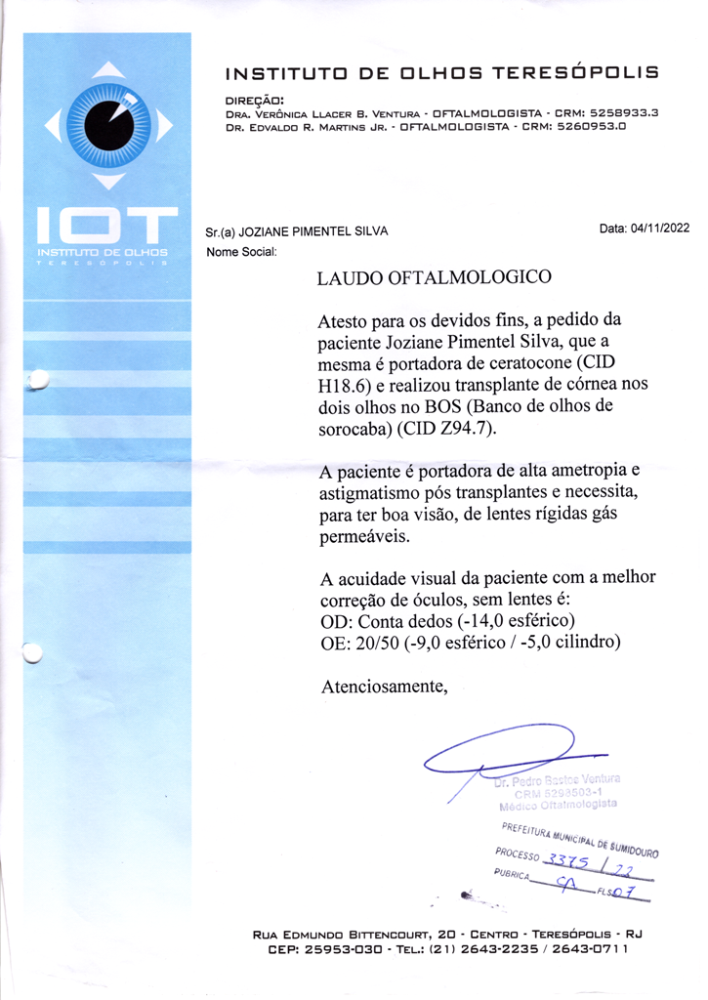 INSTITUTO DE OLHOS TERESÓPOLIS
DIREÇÃO:
DRA. VERÔNICA LLACER B. VENTURA - OFTALMOLOGISTA - CRM: 5258933.3
DR. EDVALDO R. MARTINS JR. - OFTALMOLOGISTA - CRM: 5260953.0
IOT
INSTITUTO DE OLHOS
TERESÓPOLIS
Sr.(a) JOZIANE PIMENTEL SILVA
Data: 04/11/2022
Nome Social:
LAUDO OFTALMOLOGICO
Atesto para os devidos fins, a pedido da
paciente Joziane Pimentel Silva, que a
mesma é portadora de ceratocone (CID
H18.6) e realizou transplante de córnea nos
dois olhos no BOS (Banco de olhos de
sorocaba) (CID Z94.7).
A paciente é portadora de alta ametropia e
astigmatismo pós transplantes e necessita,
para ter boa visão, de lentes rígidas gás
permeáveis.
A acuidade visual da paciente com a melhor
correção de óculos, sem lentes é:
OD: Conta dedos (-14,0 esférico)
OE: 20/50 (-9,0 esférico / -5,0 cilindro)
Atenciosamente,
Dr. Pedro Bastos Ventura
CRM 5298503-1
Médico Oftalmologista
PREFEITURA MUNICIPAL DE SUMIDOURO
PROCESSO 3375 / 22
RUBRICA FLS 07
RUA EDMUNDO BITTENCOURT, 20 - CENTRO - TERESÓPOLIS - RJ
CEP: 25953-030 - TEL.: (21) 2643-2235 / 2643-0711